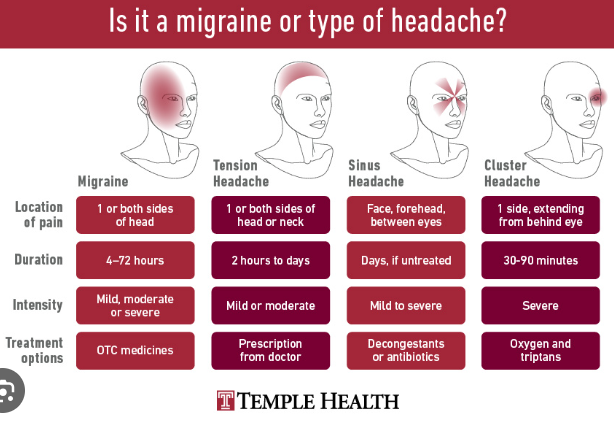 Is it a migraine or type of headache?
Migraine
Tension
Headache
Sinus
Headache
Cluster
Headache
Location
of pain
1 or both sides
of head
1 or both sides of
head or neck
Face, forehead,
between eyes
1 side, extending
from behind eye
Duration
4–72 hours
2 hours to days
Days, if untreated
30-90 minutes
Intensity
Mild, moderate
or severe
Mild or moderate
Mild to severe
Severe
Treatment
options
OTC medicines
Prescription
from doctor
Decongestants
or antibiotics
Oxygen and
triptans
TEMPLE HEALTH